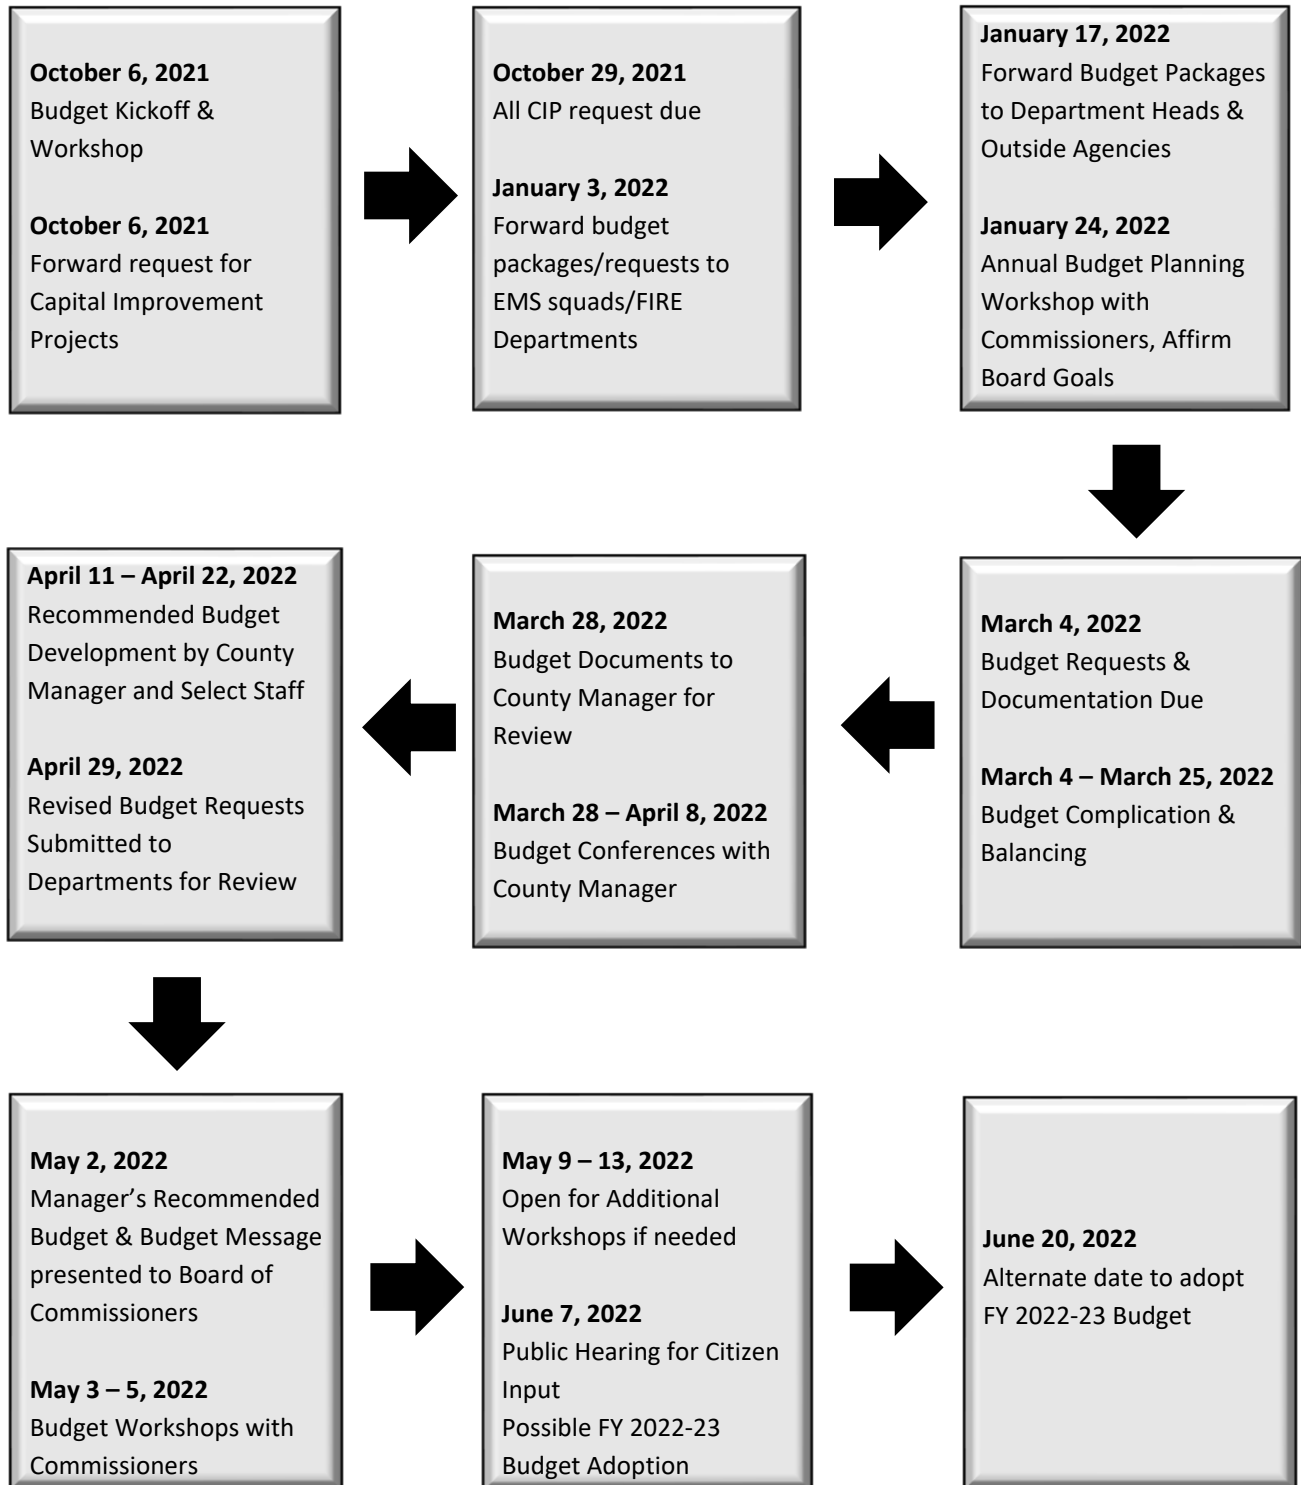 October 6, 2021
Budget Kickoff &
Workshop
October 6, 2021
Forward request for
Capital Improvement
Projects
October 29, 2021
All CIP request due
January 3, 2022
Forward budget
packages/requests to
EMS squads/FIRE
Departments
January 17, 2022
Forward Budget Packages
to Department Heads &
Outside Agencies
January 24, 2022
Annual Budget Planning
Workshop with
Commissioners, Affirm
Board Goals
March 4, 2022
Budget Requests &
Documentation Due
March 4 – March 25, 2022
Budget Complication &
Balancing
March 28, 2022
Budget Documents to
County Manager for
Review
March 28 – April 8, 2022
Budget Conferences with
County Manager
April 11 – April 22, 2022
Recommended Budget
Development by County
Manager and Select Staff
April 29, 2022
Revised Budget Requests
Submitted to
Departments for Review
May 2, 2022
Manager’s Recommended
Budget & Budget Message
presented to Board of
Commissioners
May 3 – 5, 2022
Budget Workshops with
Commissioners
May 9 – 13, 2022
Open for Additional
Workshops if needed
June 7, 2022
Public Hearing for Citizen
Input
Possible FY 2022-23
Budget Adoption
June 20, 2022
Alternate date to adopt
FY 2022-23 Budget